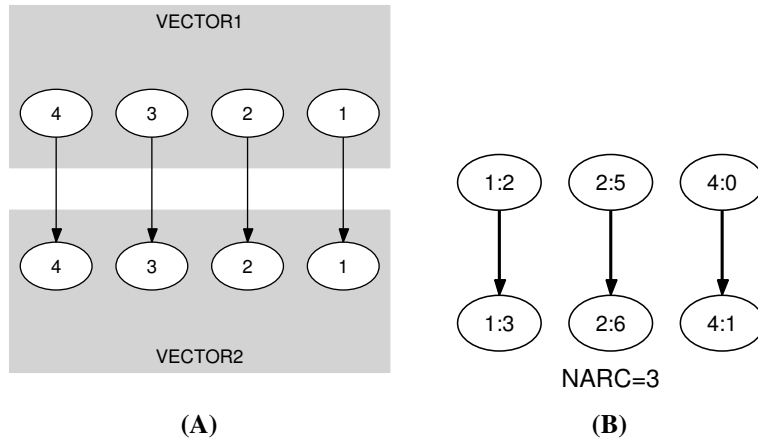 VECTOR1
4 3 2 1
4 3 2 1
VECTOR2
1:2 2:5 4:0
1:3 2:6 4:1
NARC=3
(A) (B)